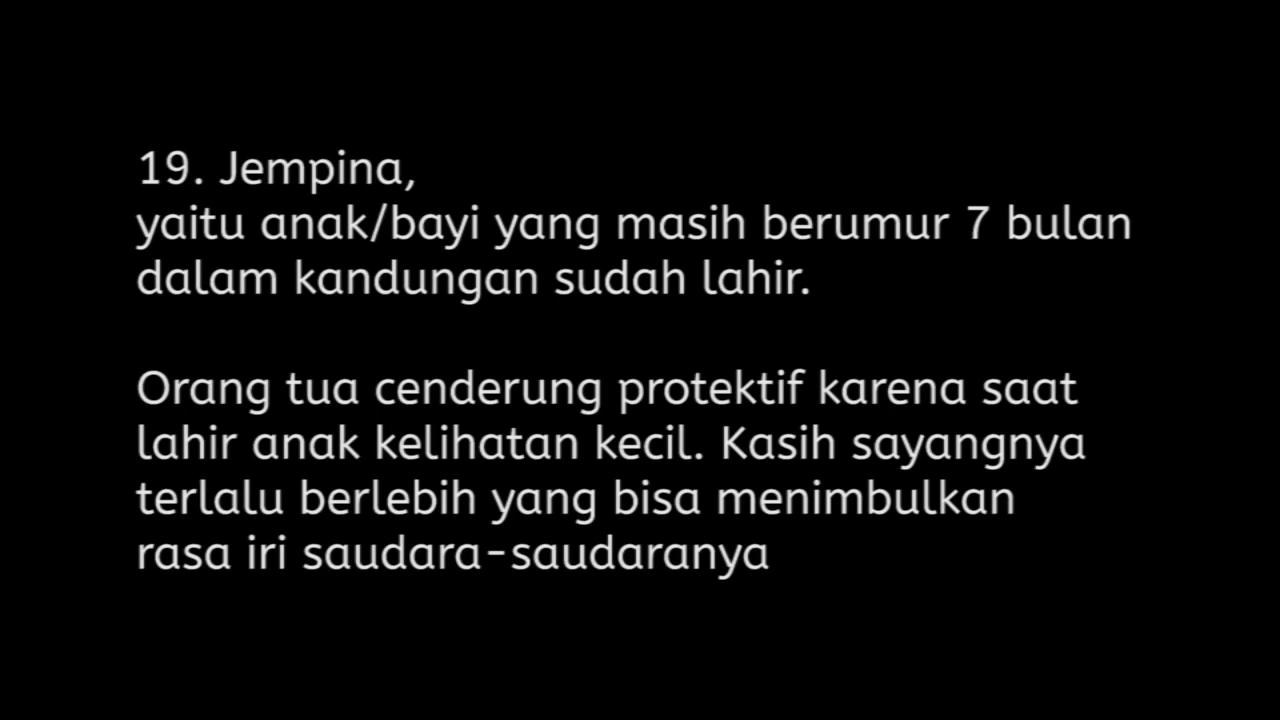 19. Jempina,
yaitu anak/bayi yang masih berumur 7 bulan
dalam kandungan sudah lahir.
Orang tua cenderung protektif karena saat
lahir anak kelihatan kecil. Kasih sayangnya
terlalu berlebih yang bisa menimbulkan
rasa iri saudara-saudaranya